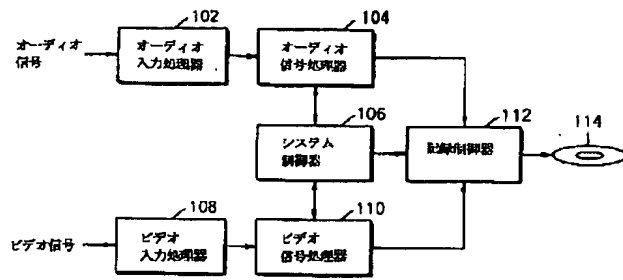 102
104
オーディオ
信号
オーディオ
入力処理器
オーディオ
信号処理器
106
112
114
システム
制御器
記録制御器
108
110
ビデオ信号
ビデオ
入力処理器
ビデオ
信号処理器